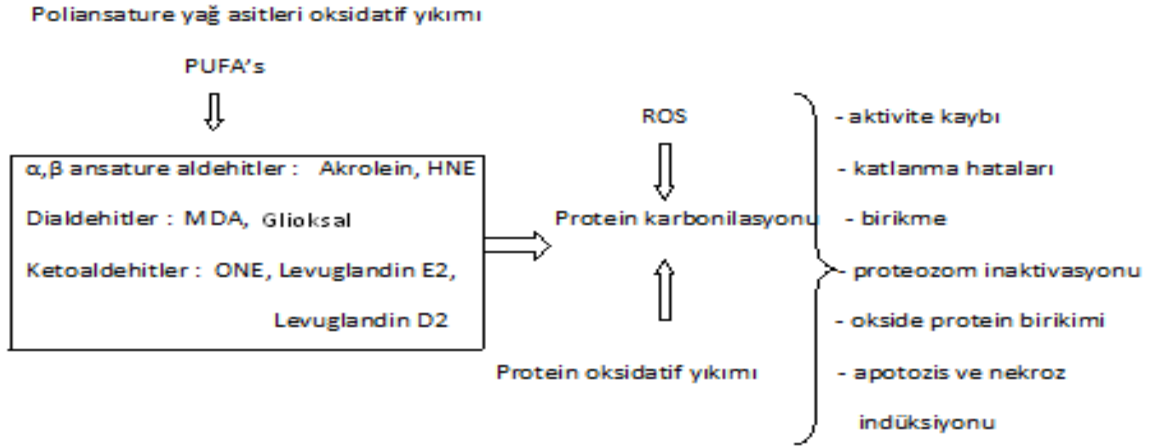 Poliansature yağ asitleri oksidatif yıkımı
PUFA's
α,β ansature aldehitler : Akrolein, HNE
Dialdehitler : MDA, Glioksal
Ketoaldehitler : ONE, Levuglandin E2,
Levuglandin D2
ROS
Protein karbonilasyonu
Protein oksidatif yıkımı
- aktivite kaybı
- katlanma hataları
- birikme
- proteozom inaktivasyonu
- okside protein birikimi
- apotozis ve nekroz
indüksiyonu